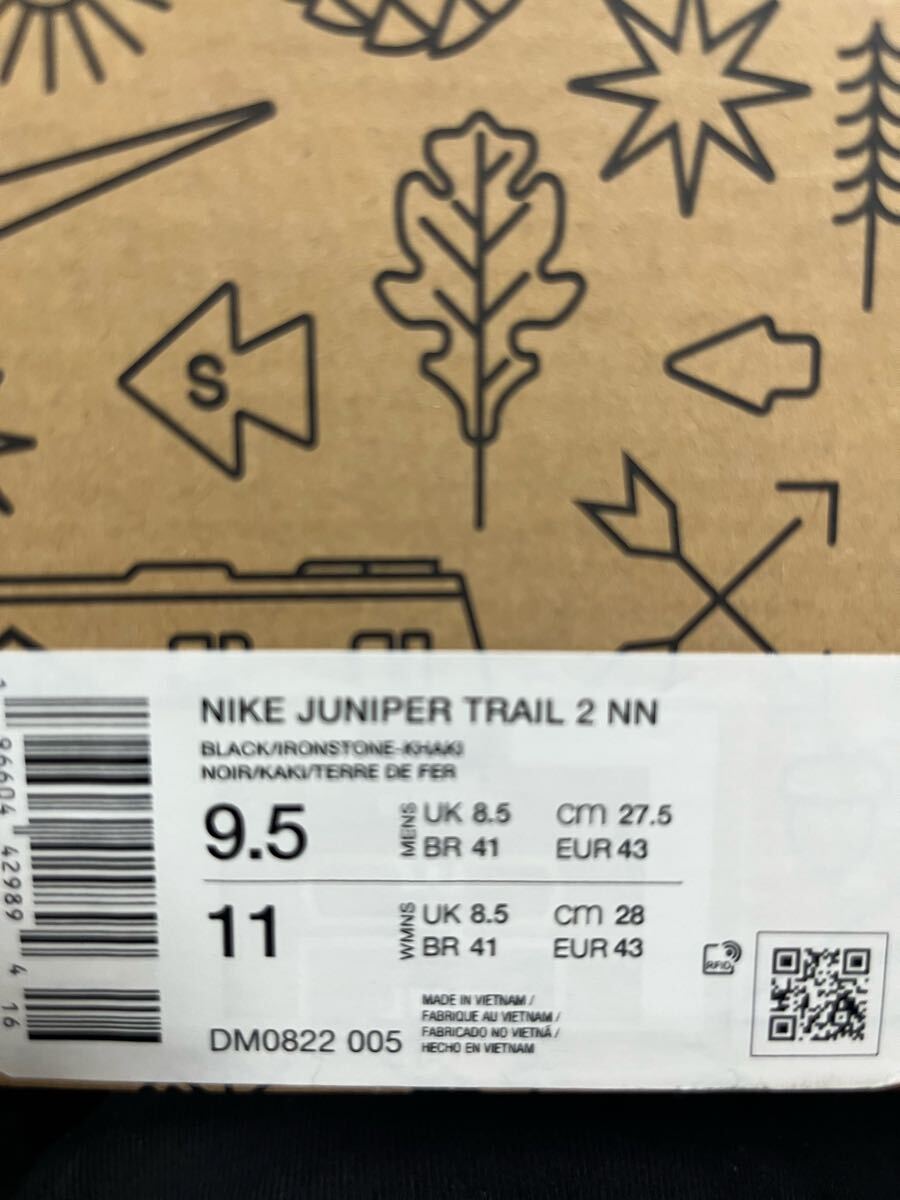 S
NIKE JUNIPER TRAIL 2 NN
BLACK/IRONSTONE-KHAKI
NOIR/KAKI/TERRE DE FER
9.5 MENS UK 8.5 cm 27.5
BR 41 EUR 43
11 WMNS UK 8.5 cm 28
BR 41 EUR 43
DM0822 005
MADE IN VIETNAM /
FABRIQUE AU VIETNAM /
FABRICADO NO VIETNÃ /
HECHO EN VIETNAM
RFID
96604 42989 4 16